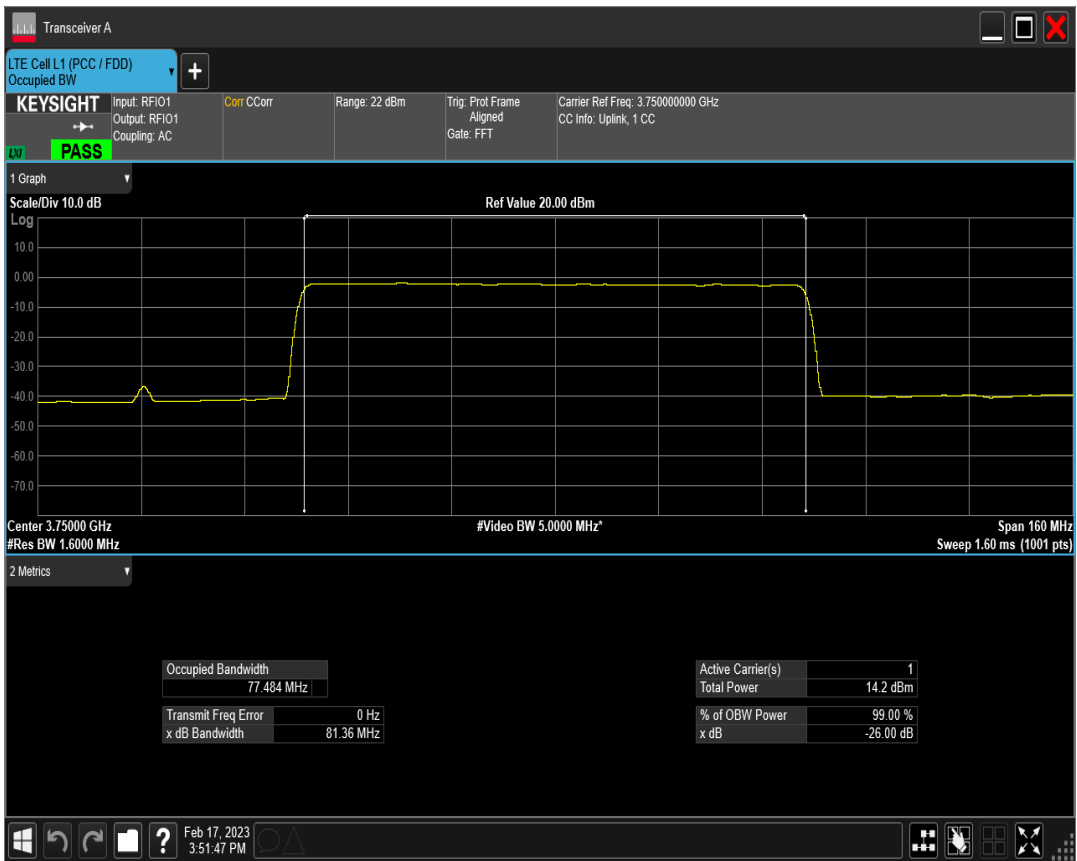 Transceiver A
LTE Cell L1 (PCC / FDD)
Occupied BW
+
KEYSIGHT
LXI
PASS
Input: RFIO1
Output: RFIO1
Coupling: AC
Corr CCorr
Range: 22 dBm
Trig: Prot Frame
Aligned
Gate: FFT
Carrier Ref Freq: 3.750000000 GHz
CC Info: Uplink, 1 CC
1 Graph
Scale/Div 10.0 dB
Ref Value 20.00 dBm
Log
10.0
0.00
-10.0
-20.0
-30.0
-40.0
-50.0
-60.0
-70.0
Center 3.75000 GHz
#Video BW 5.0000 MHz*
Span 160 MHz
#Res BW 1.6000 MHz
Sweep 1.60 ms (1001 pts)
2 Metrics
Occupied Bandwidth
77.484 MHz
Transmit Freq Error 0 Hz
x dB Bandwidth 81.36 MHz
Active Carrier(s) 1
Total Power 14.2 dBm
% of OBW Power 99.00 %
x dB -26.00 dB
?
Feb 17, 2023
3:51:47 PM